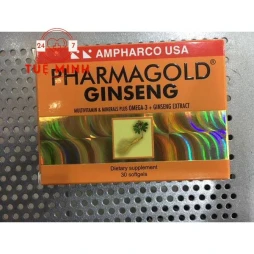 24 7
TUE MINH
AMPHARCO USA
PHARMAGOLD®
GINSENG
MULTIVITAMIN & MINERALS PLUS OMEGA-3 + GINSENG EXTRACT
Dietary supplement
30 softgels